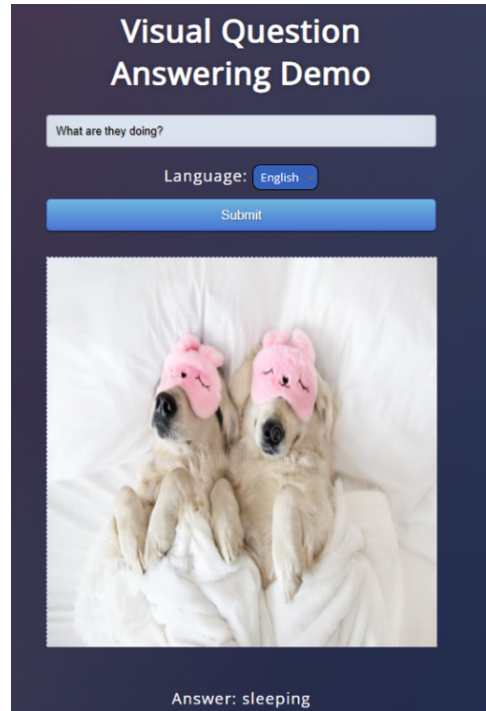 Visual Question
Answering Demo
What are they doing?
Language: English
Submit
Answer: sleeping